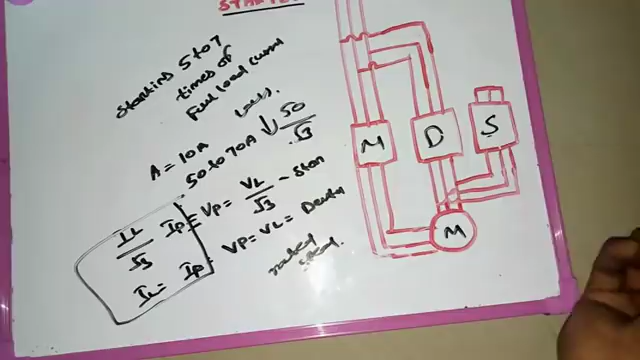 STARTER
Starting 5 to 7
times of
Full load current
A = 10A
50 to 70A ↓ 50/√3
IL/√3 IP = VP = VL/√3 - Star
IL = IP VP = VL = Delta
rated
speed.
M D S
M